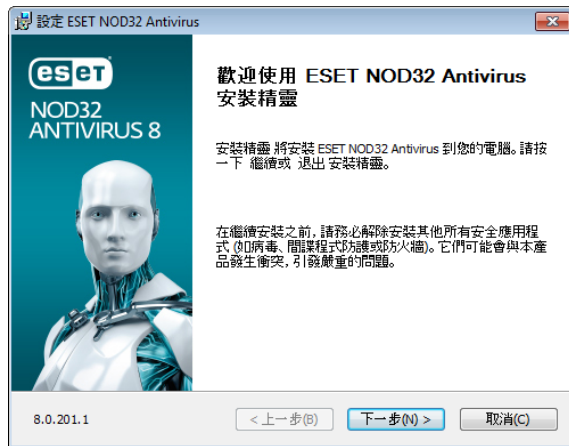 設定 ESET NOD32 Antivirus
eseT
NOD32
ANTIVIRUS 8
歡迎使用 ESET NOD32 Antivirus
安裝精靈
安裝精靈 將安裝 ESET NOD32 Antivirus 到您的電腦。請按
一下 繼續或 退出 安裝精靈。
在繼續安裝之前，請務必解除安裝其他所有安全應用程
式 (如病毒、間諜程式防護或防火牆)。它們可能會與本產
品發生衝突，引發嚴重的問題。
8.0.201.1
< 上一步(B)
下一步(N) >
取消(C)